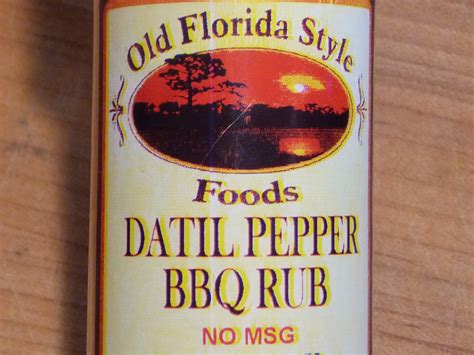 Old Florida Style
Foods
DATIL PEPPER
BBQ RUB
NO MSG